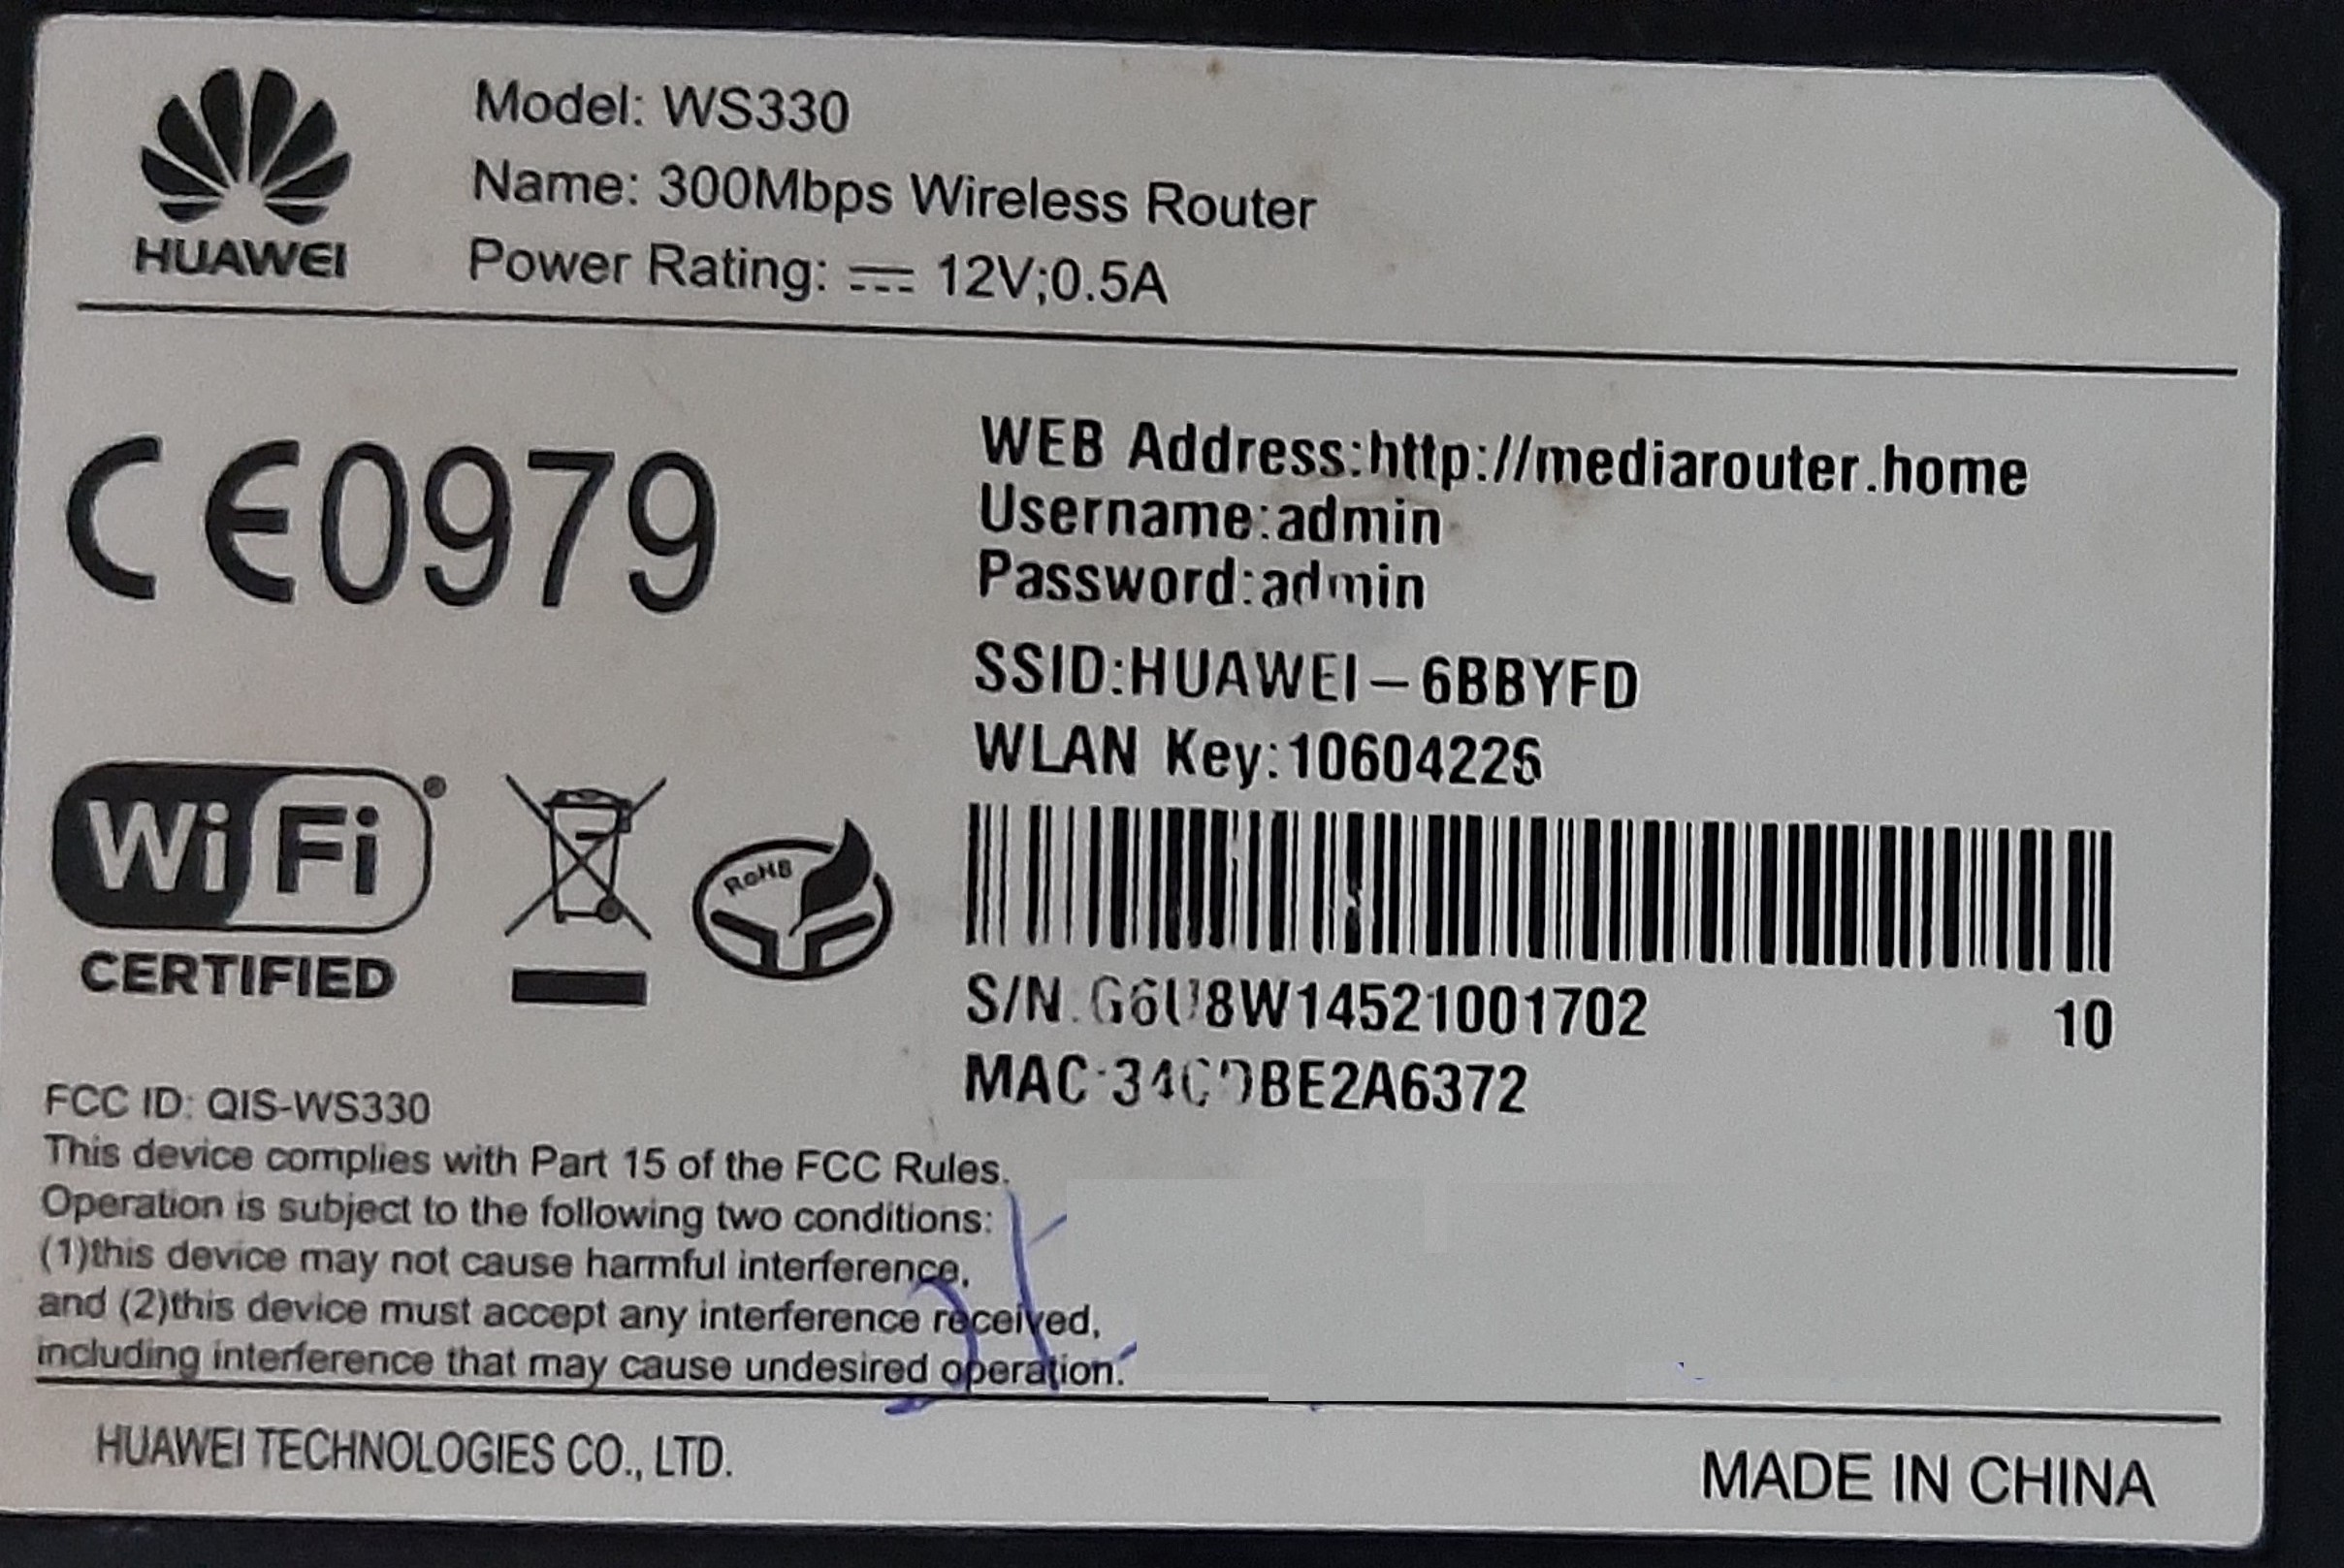 HUAWEI
Model: WS330
Name: 300Mbps Wireless Router
Power Rating: ⎓ 12V;0.5A
CE0979
WEB Address:http://mediarouter.home
Username:admin
Password:admin
SSID:HUAWEI-6BBYFD
WLAN Key:10604226
WiFi
CERTIFIED
RoHS
S/N:G6U8W14521001702
10
MAC:34CDBE2A6372
FCC ID: QIS-WS330
This device complies with Part 15 of the FCC Rules.
Operation is subject to the following two conditions:
(1)this device may not cause harmful interference,
and (2)this device must accept any interference received,
including interference that may cause undesired operation.
HUAWEI TECHNOLOGIES CO., LTD.
MADE IN CHINA